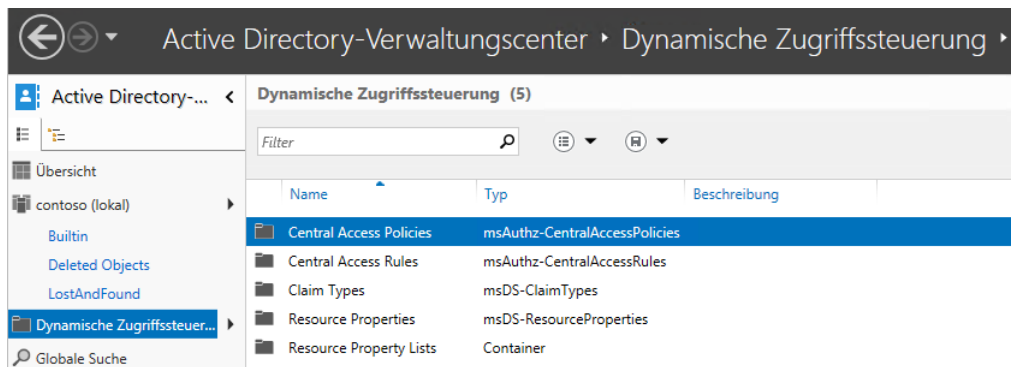 Active Directory-Verwaltungscenter ‣ Dynamische Zugriffssteuerung ‣
Active Directory-...
Übersicht
contoso (lokal)
Builtin
Deleted Objects
LostAndFound
Dynamische Zugriffssteuer...
Globale Suche
Dynamische Zugriffssteuerung (5)
Filter
Name Typ Beschreibung
Central Access Policies msAuthz-CentralAccessPolicies
Central Access Rules msAuthz-CentralAccessRules
Claim Types msDS-ClaimTypes
Resource Properties msDS-ResourceProperties
Resource Property Lists Container